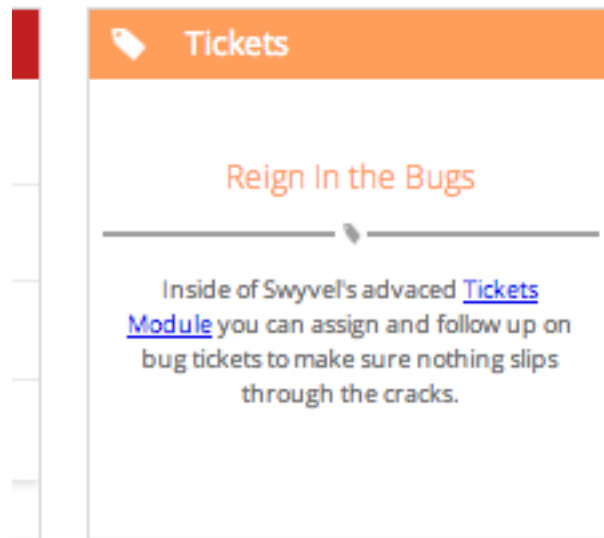 Tickets
Reign In the Bugs
Inside of Swyvel's advaced Tickets
Module you can assign and follow up on
bug tickets to make sure nothing slips
through the cracks.